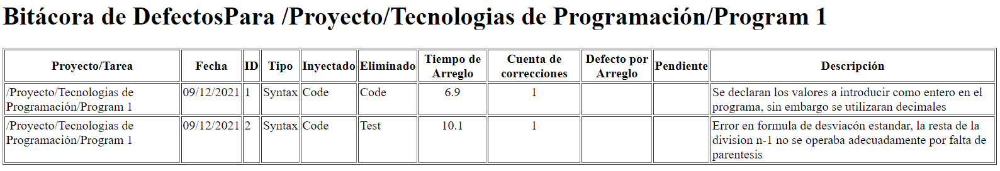 Bitácora de DefectosPara /Proyecto/Tecnologias de Programación/Program 1
Proyecto/Tarea Fecha ID Tipo Inyectado Eliminado Tiempo de Arreglo Cuenta de correcciones Defecto por Arreglo Pendiente Descripción
/Proyecto/Tecnologias de Programación/Program 1 09/12/2021 1 Syntax Code Code 6.9 1 Se declaran los valores a introducir como entero en el
programa, sin embargo se utilizaran decimales
/Proyecto/Tecnologias de Programación/Program 1 09/12/2021 2 Syntax Code Test 10.1 1 Error en formula de desviacón estandar, la resta de la
division n-1 no se operaba adecuadamente por falta de
parentesis